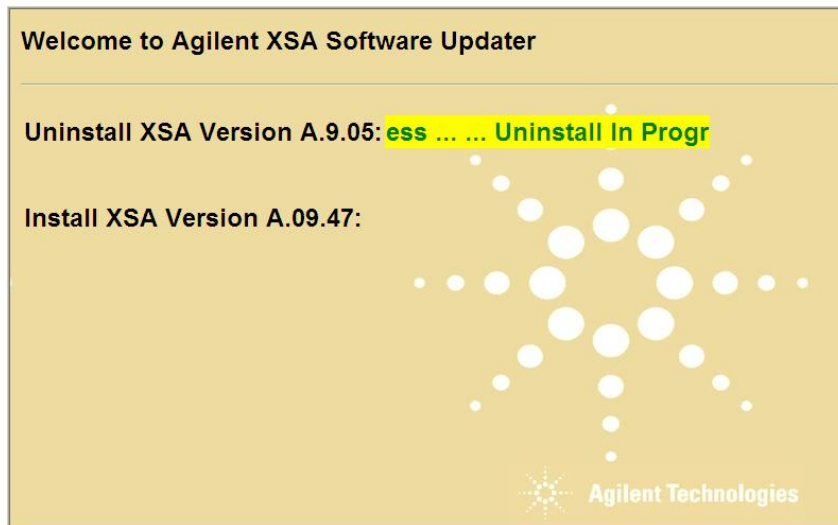 Welcome to Agilent XSA Software Updater
Uninstall XSA Version A.9.05: ess ... ... Uninstall In Progr
Install XSA Version A.09.47:
Agilent Technologies